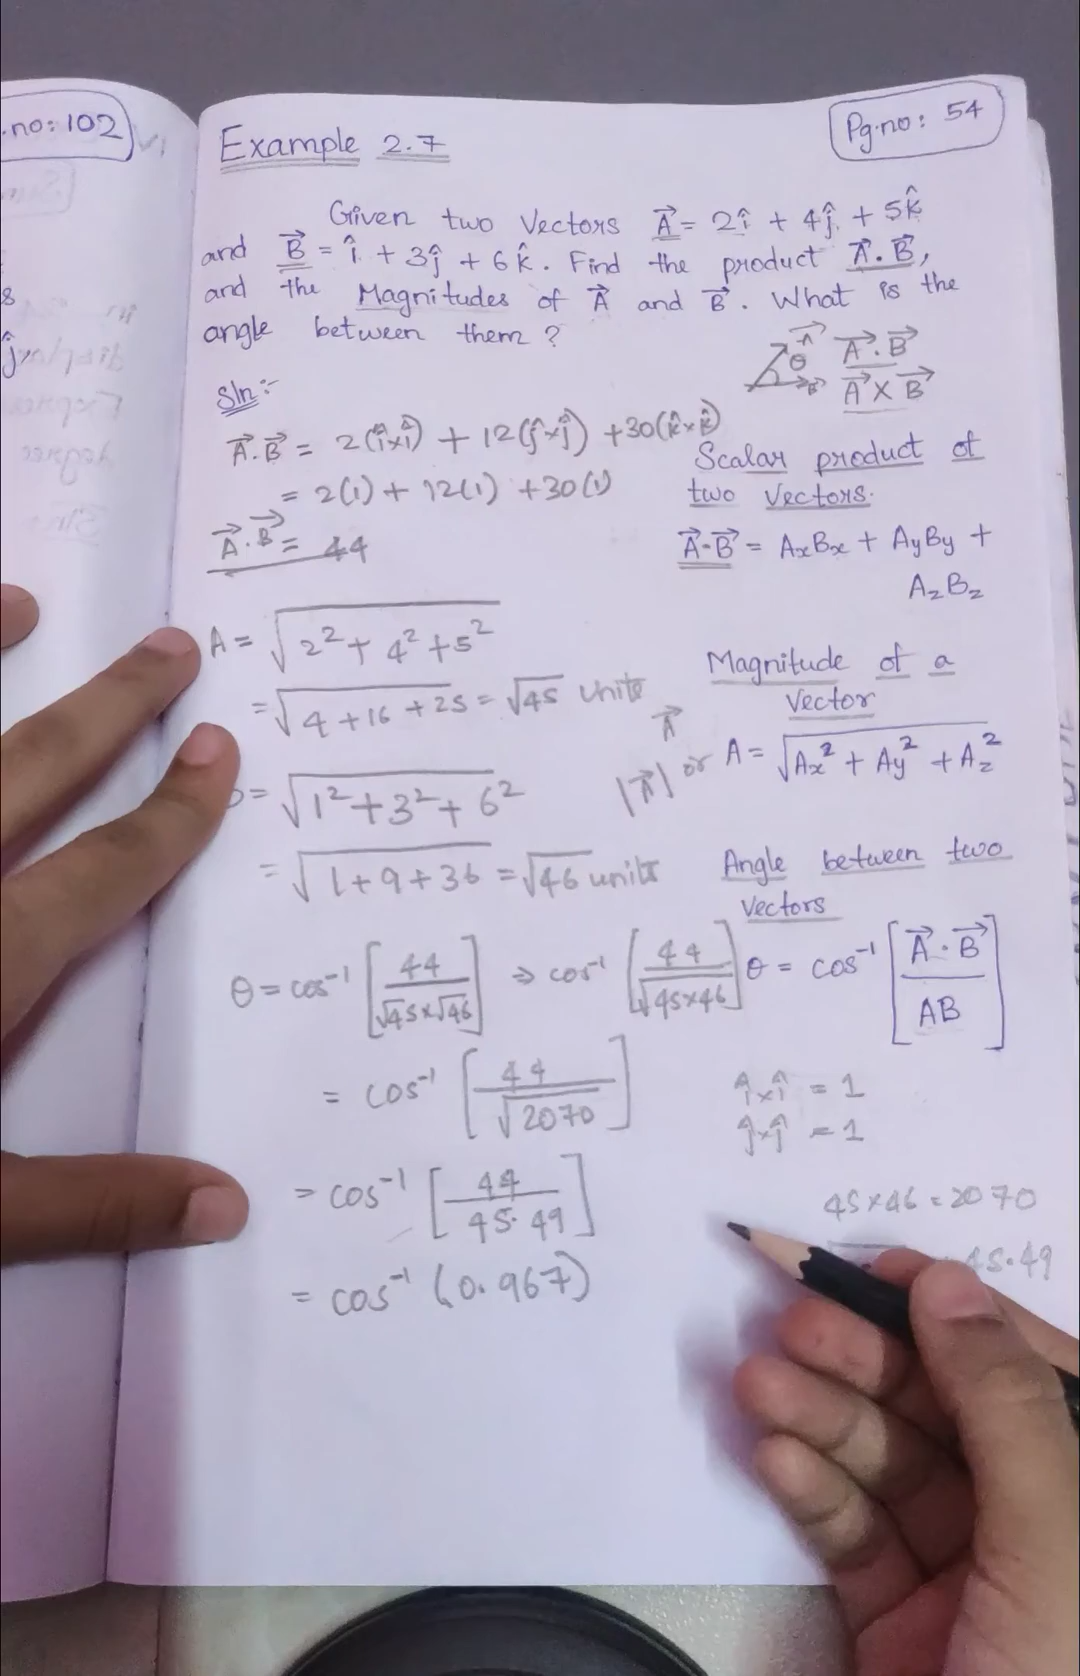 .no: 102
Pg.no: 54
Example 2.7
Given two Vectors A⃗ = 2î + 4ĵ + 5k̂
and B⃗ = î + 3ĵ + 6k̂. Find the product A⃗.B⃗,
and the Magnitudes of A⃗ and B⃗. What is the
angle between them?
A⃗ θ B⃗
A⃗.B⃗
A⃗ X B⃗
Sln:-
A⃗.B⃗ = 2(î×î) + 12(ĵ×ĵ) + 30(k̂×k̂)
= 2(1) + 12(1) + 30(1)
A⃗.B⃗ = 44
Scalar product of
two Vectors.
A⃗.B⃗ = AxBx + AyBy +
AzBz
A = √(2² + 4² + 5²)
= √(4 + 16 + 25) = √45 units
Magnitude of a
Vector
A⃗
|A⃗| or A = √(Ax² + Ay² + Az²)
= √(1² + 3² + 6²)
= √(1 + 9 + 36) = √46 units
Angle between two
Vectors
θ = cos⁻¹ [A⃗.B⃗ / AB]
θ = cos⁻¹ [44 / √45×√46] ⇒ cos⁻¹ [44 / √45×46]
= cos⁻¹ [44 / √2070]
= cos⁻¹ [44 / 45.49]
= cos⁻¹ (0.967)
î×î = 1
ĵ×ĵ = 1
45×46 = 2070
45.49